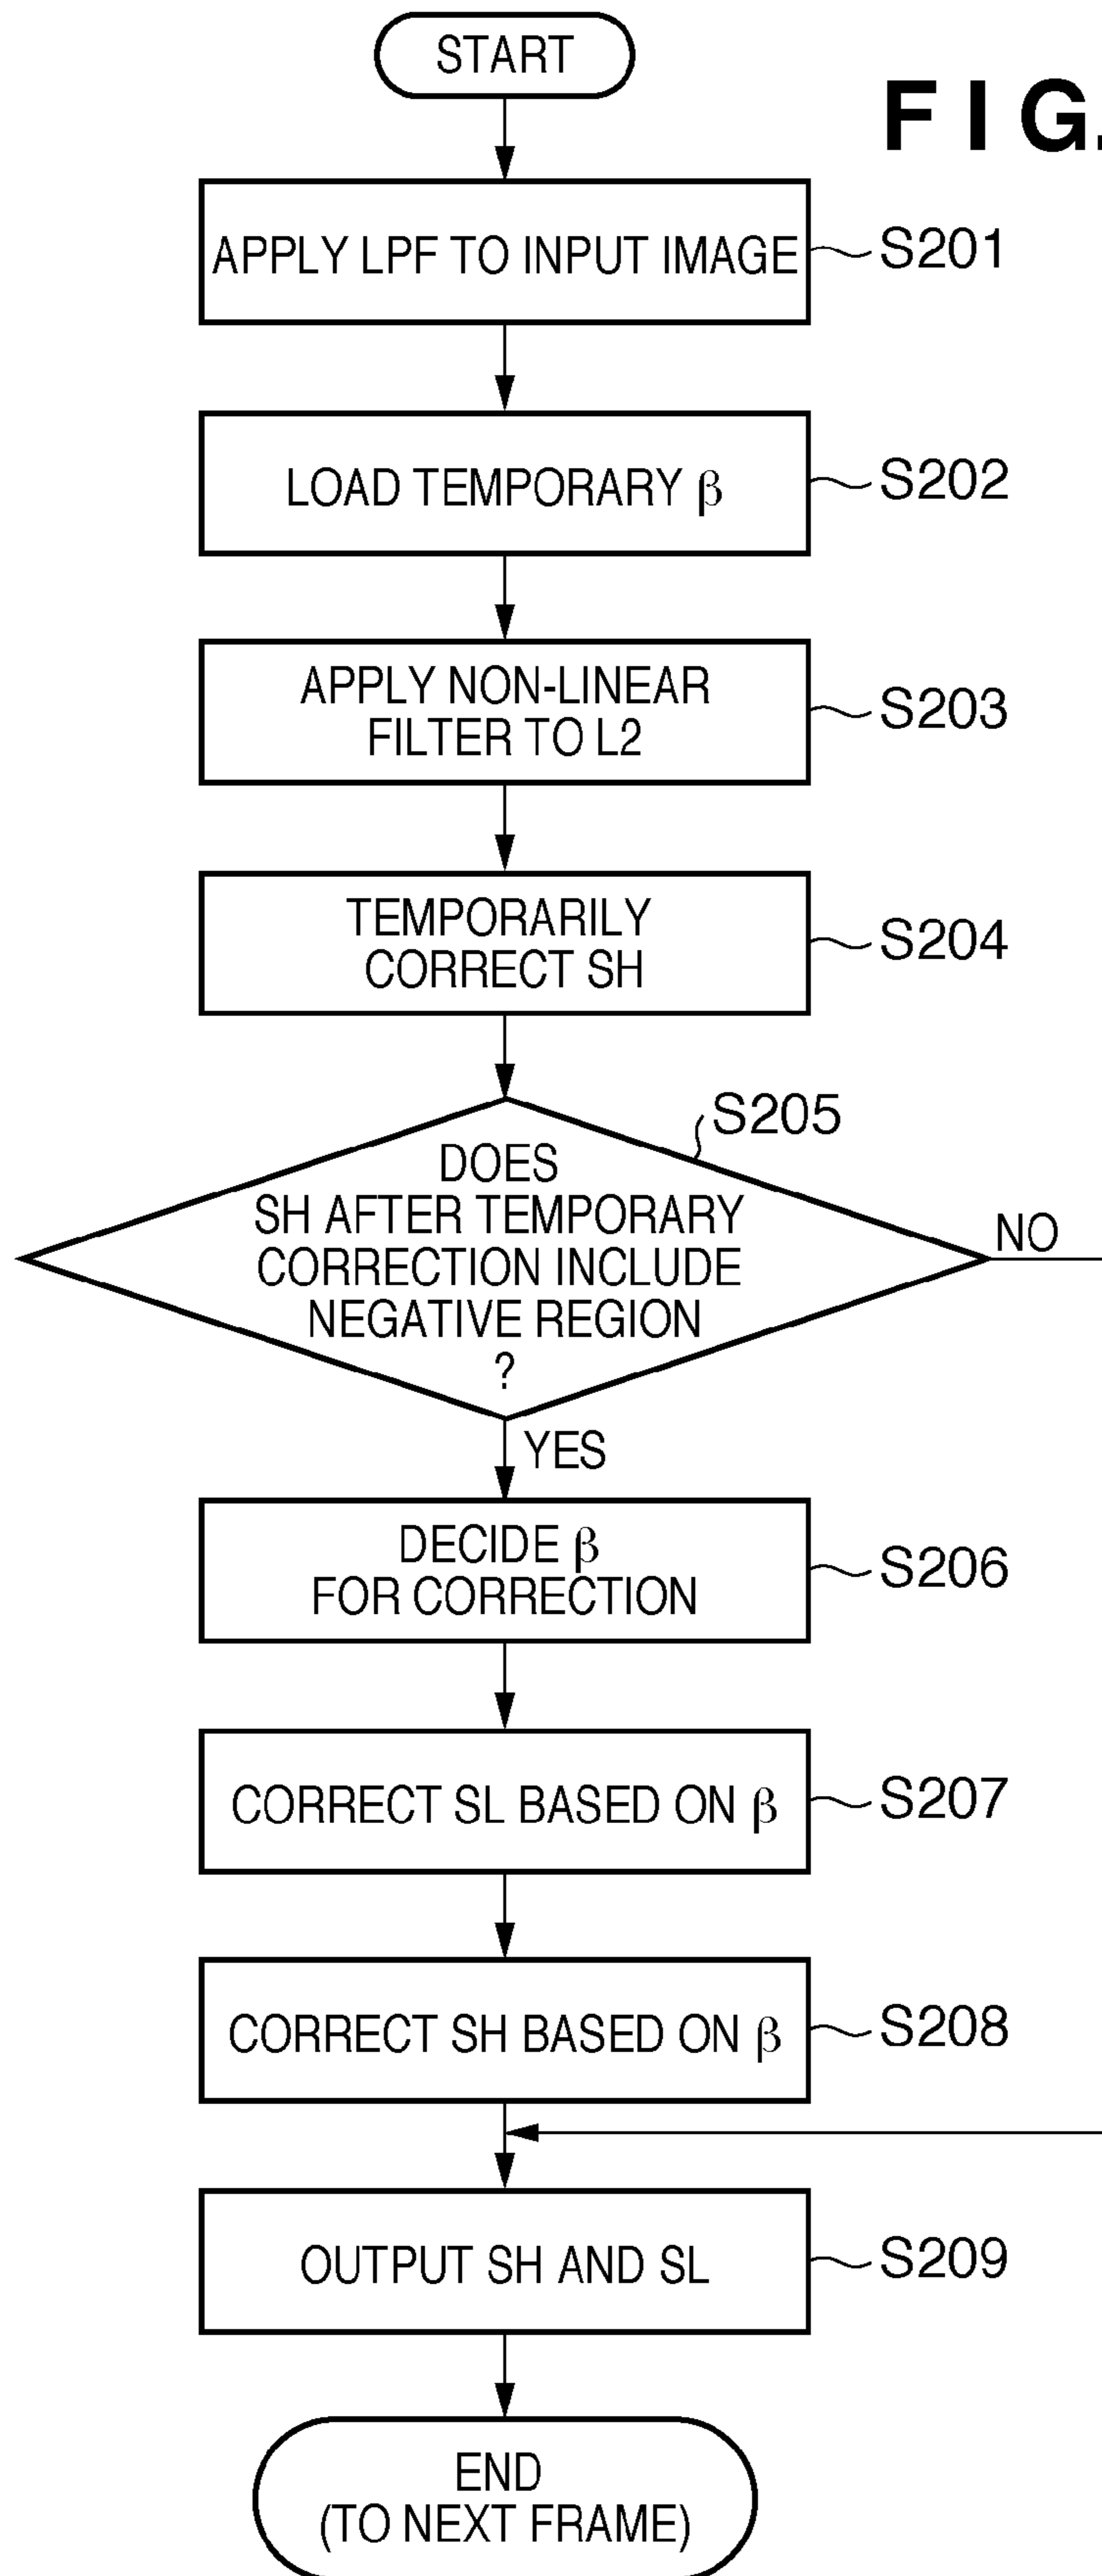 START
F I G.
APPLY LPF TO INPUT IMAGE
S201
LOAD TEMPORARY β
S202
APPLY NON-LINEAR
FILTER TO L2
S203
TEMPORARILY
CORRECT SH
S204
S205
DOES
SH AFTER TEMPORARY
CORRECTION INCLUDE
NEGATIVE REGION
?
NO
YES
DECIDE β
FOR CORRECTION
S206
CORRECT SL BASED ON β
S207
CORRECT SH BASED ON β
S208
OUTPUT SH AND SL
S209
END
(TO NEXT FRAME)